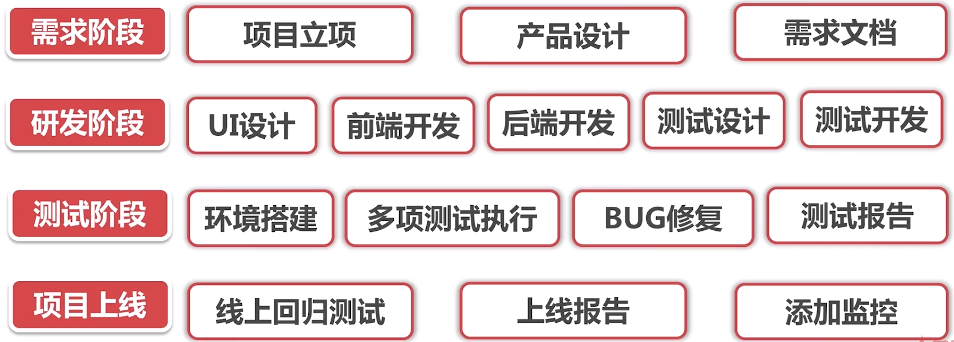 需求阶段 项目立项 产品设计 需求文档
研发阶段 UI设计 前端开发 后端开发 测试设计 测试开发
测试阶段 环境搭建 多项测试执行 BUG修复 测试报告
项目上线 线上回归测试 上线报告 添加监控